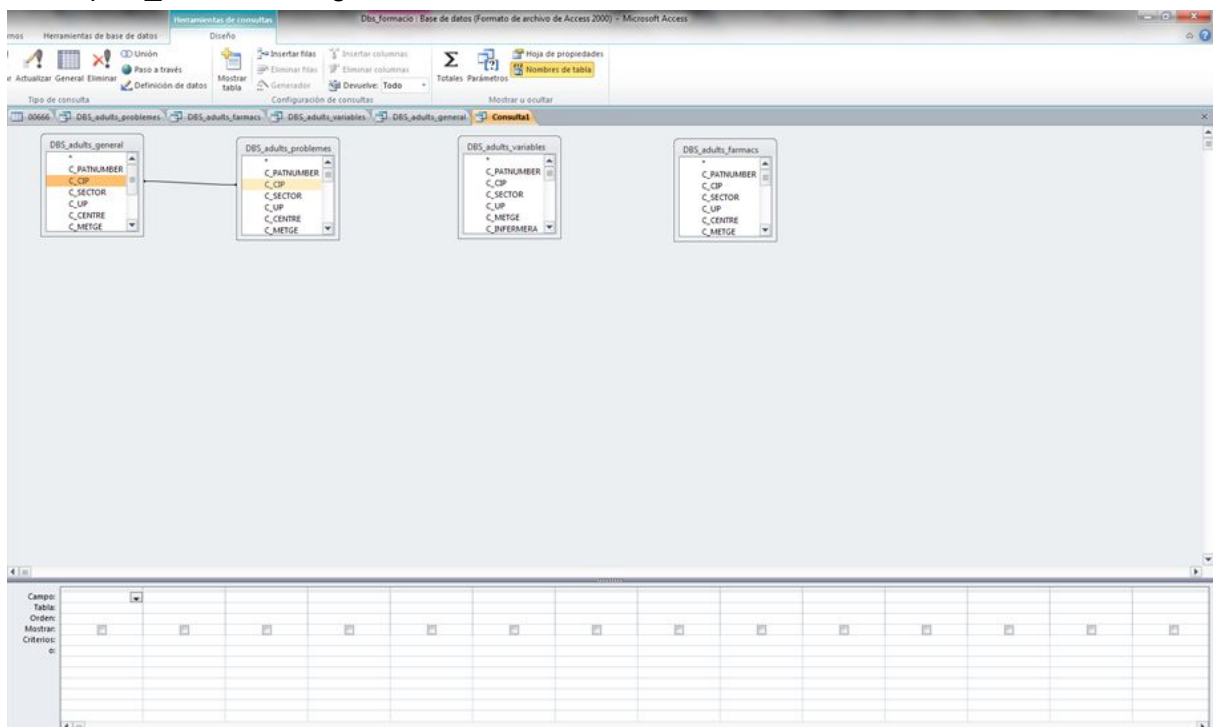 Herramientas de consultas
Dbs_formacio : Base de datos (Formato de archivo de Access 2000) - Microsoft Access
Herramientas de base de datos
Diseño
Actualizar General Eliminar
Unión
Paso a través
Definición de datos
Tipo de consulta
Mostrar tabla
Insertar filas
Eliminar filas
Generador
Insertar columnas
Eliminar columnas
Devuelve: Todo
Configuración de consultas
Totales Parámetros
Hoja de propiedades
Nombres de tabla
Mostrar u ocultar
00666 DBS_adults_problemes DBS_adults_farmacs DBS_adults_variables DBS_adults_general Consulta1
DBS_adults_general
*
C_PATNUMBER
C_CIP
C_SECTOR
C_UP
C_CENTRE
C_METGE
DBS_adults_problemes
*
C_PATNUMBER
C_CIP
C_SECTOR
C_UP
C_CENTRE
C_METGE
DBS_adults_variables
*
C_PATNUMBER
C_CIP
C_SECTOR
C_UP
C_METGE
C_INFERMERA
DBS_adults_farmacs
*
C_PATNUMBER
C_CIP
C_SECTOR
C_UP
C_CENTRE
C_METGE
Campo:
Tabla:
Orden:
Mostrar:
Criterios:
o: